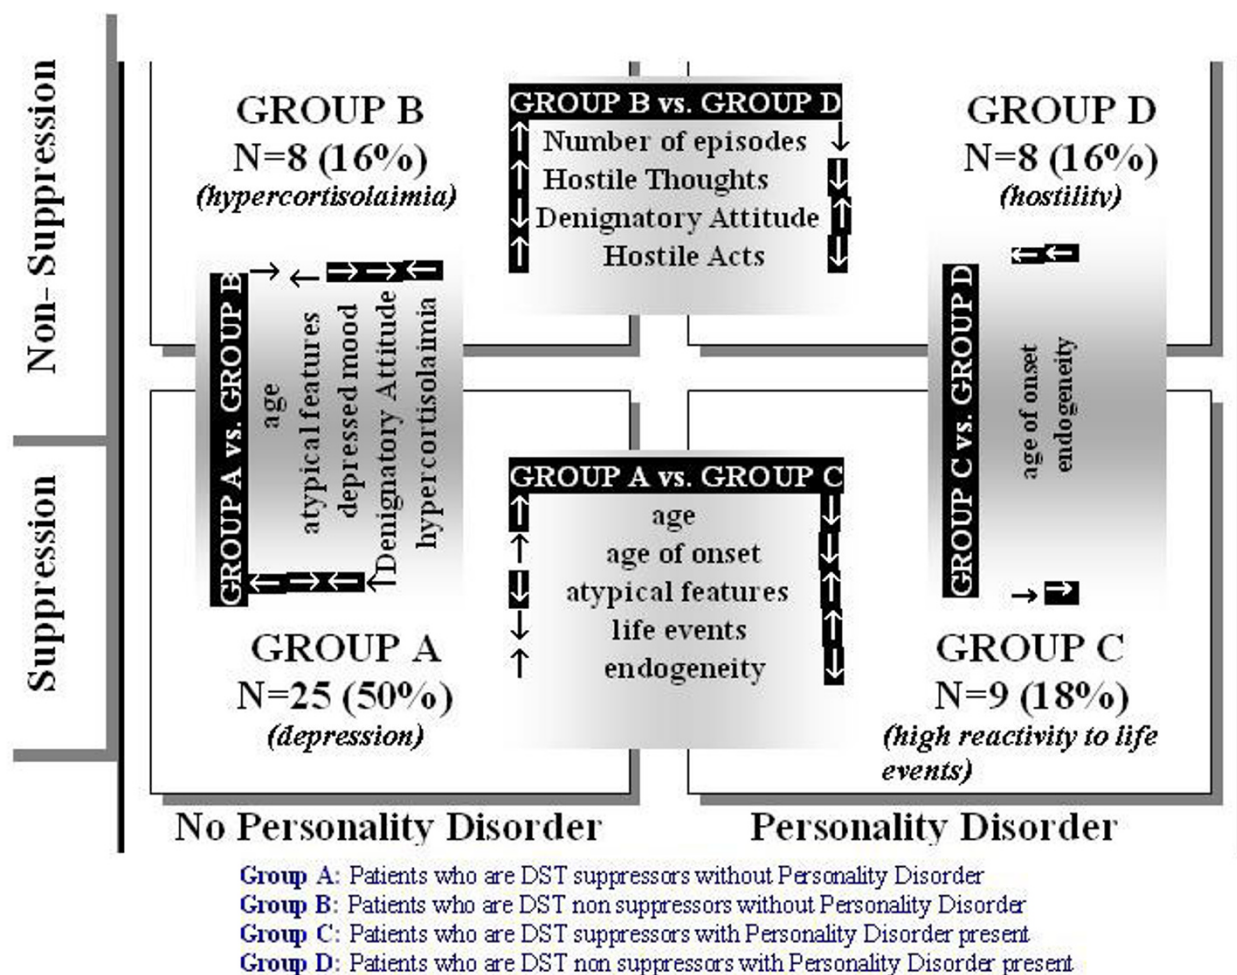 Non- Suppression
Suppression
GROUP B
N=8 (16%)
(hypercortisolaimia)
GROUP B vs. GROUP D
↑ Number of episodes ↓
↑ Hostile Thoughts ↓
↓ Denignatory Attitude ↑
↑ Hostile Acts ↓
GROUP D
N=8 (16%)
(hostility)
GROUP A vs. GROUP B
→ ← → → ←
age
atypical features
depressed mood
Denignatory Attitude
hypercortisolaimia
← → ← ←
GROUP C vs. GROUP D
← ←
age of onset
endogeneity
→ →
GROUP A vs. GROUP C
↑ age ↓
↑ age of onset ↓
↓ atypical features ↑
↓ life events ↑
↑ endogeneity ↓
GROUP A
N=25 (50%)
(depression)
GROUP C
N=9 (18%)
(high reactivity to life
events)
No Personality Disorder
Personality Disorder
Group A: Patients who are DST suppressors without Personality Disorder
Group B: Patients who are DST non suppressors without Personality Disorder
Group C: Patients who are DST suppressors with Personality Disorder present
Group D: Patients who are DST non suppressors with Personality Disorder present